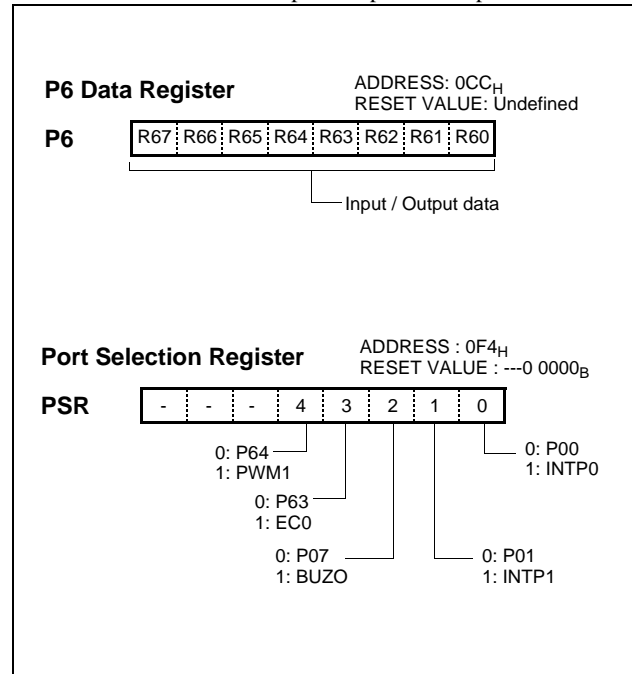 P6 Data Register
ADDRESS: 0CCH
RESET VALUE: Undefined
P6
R67 R66 R65 R64 R63 R62 R61 R60
Input / Output data
Port Selection Register
ADDRESS : 0F4H
RESET VALUE : ---0 0000B
PSR
- - - 4 3 2 1 0
0: P64
1: PWM1
0: P00
1: INTP0
0: P63
1: EC0
0: P07
1: BUZO
0: P01
1: INTP1